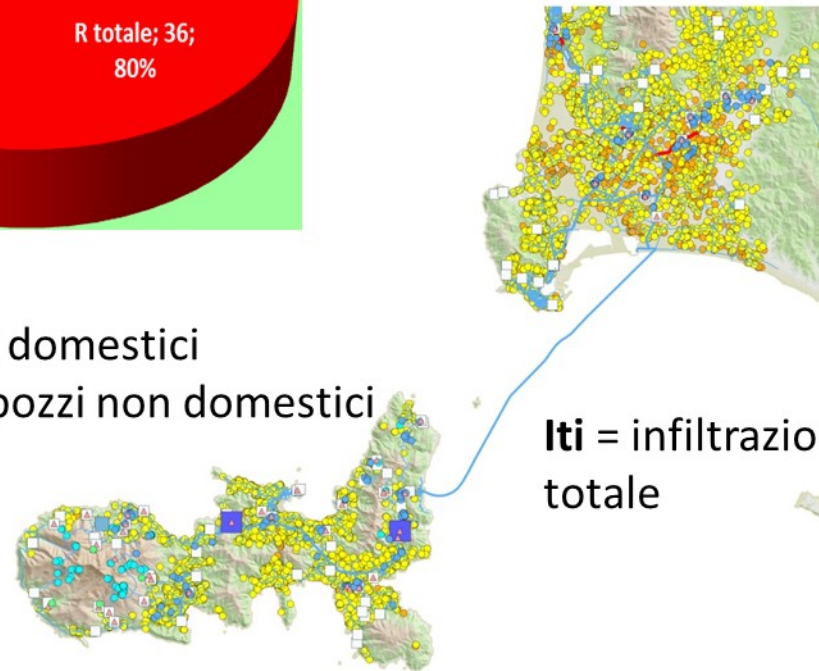 R totale; 36;
80%
domestici
pozzi non domestici
Iti = infiltrazio
totale